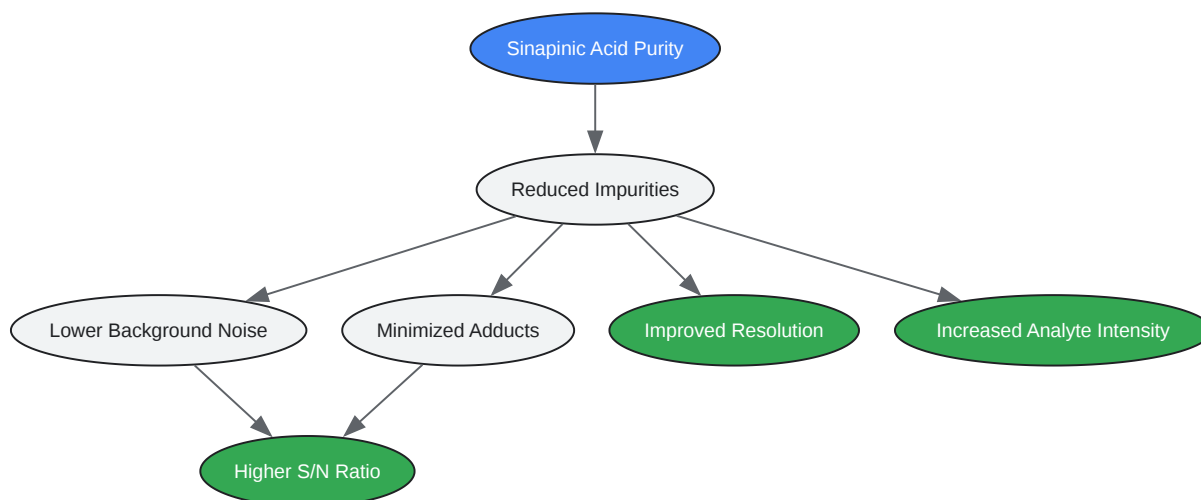 Sinapinic Acid Purity
Reduced Impurities
Lower Background Noise
Minimized Adducts
Improved Resolution
Increased Analyte Intensity
Higher S/N Ratio